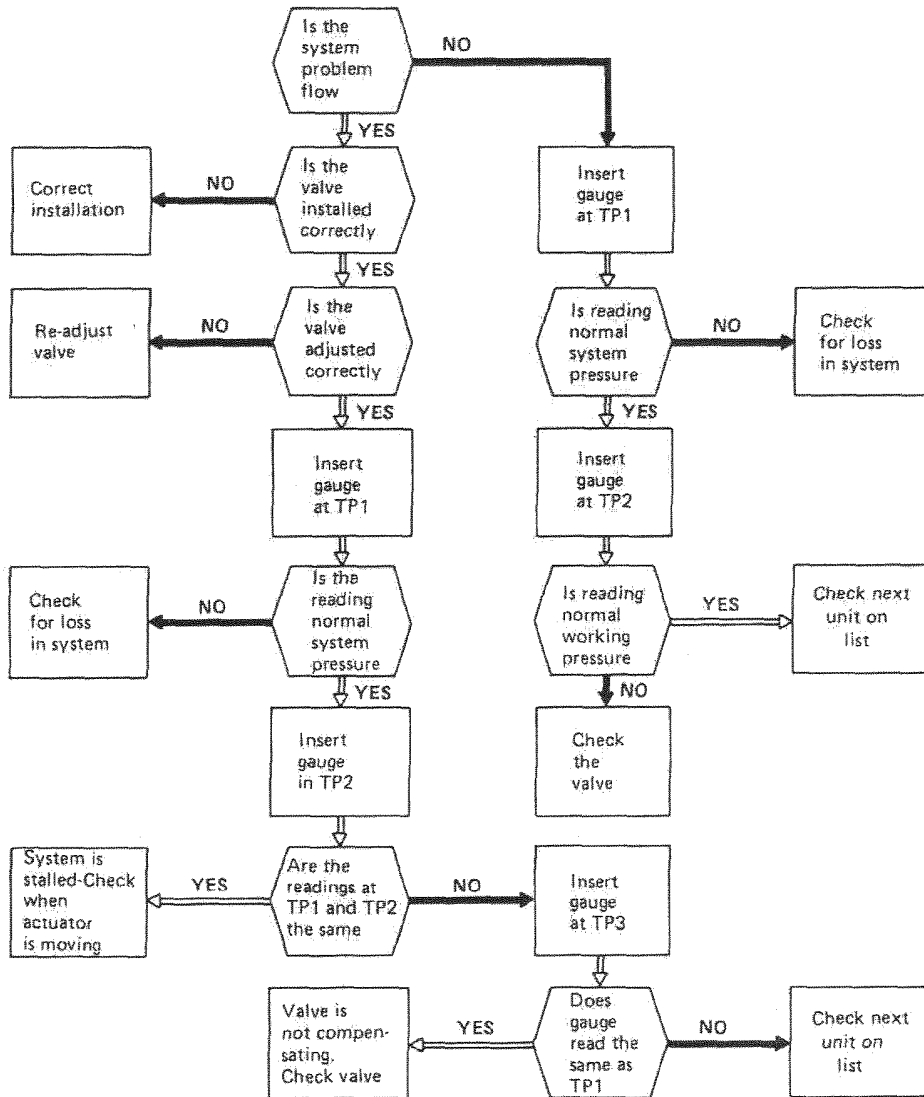 Is the
system
problem
flow
NO
YES
Correct
installation
NO
Is the
valve
installed
correctly
Insert
gauge
at TP1
YES
Re-adjust
valve
NO
Is the
valve
adjusted
correctly
Is reading
normal
system
pressure
NO
Check
for loss
in system
YES
YES
Insert
gauge
at TP1
Insert
gauge
at TP2
Check
for loss
in system
NO
Is the
reading
normal
system
pressure
Is reading
normal
working
pressure
YES
Check next
unit on
list
YES
NO
Insert
gauge
in TP2
Check
the
valve
System is
stalled-Check
when
actuator
is moving
YES
Are the
readings at
TP1 and TP2
the same
NO
Insert
gauge
at TP3
Valve is
not compen-
sating.
Check valve
YES
Does
gauge
read the
same as
TP1
NO
Check next
unit on
list